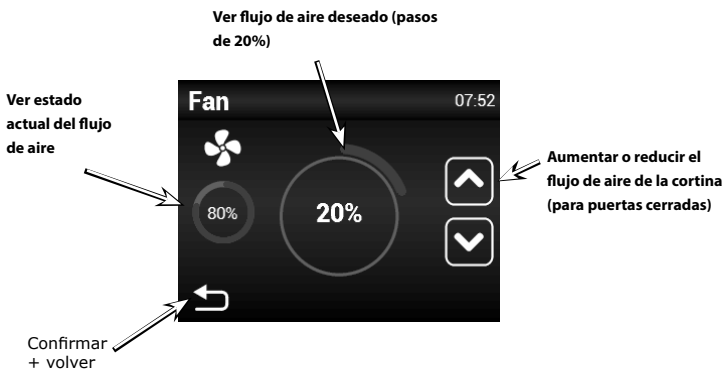 Ver flujo de aire deseado (pasos
de 20%)
Ver estado
actual del flujo
de aire
Fan
07:52
80%
20%
Aumentar o reducir el
flujo de aire de la cortina
(para puertas cerradas)
Confirmar
+ volver